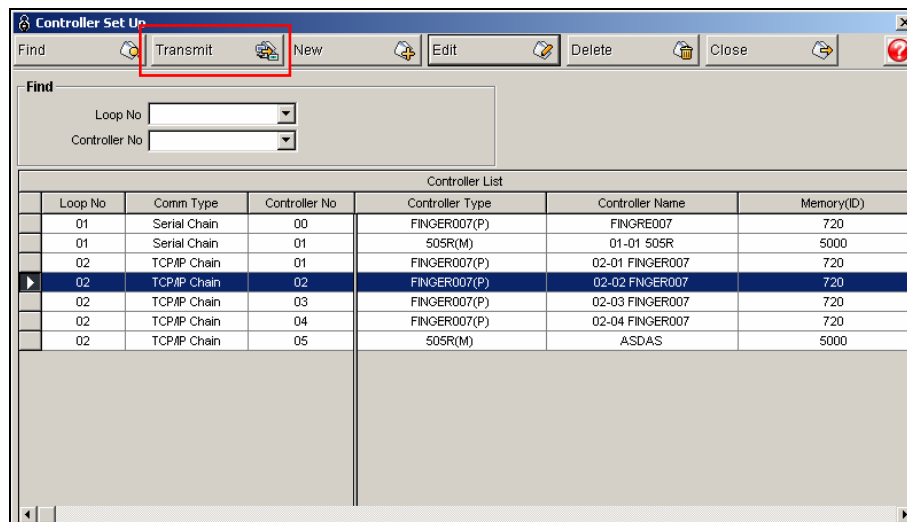 Controller Set Up
Find Transmit New Edit Delete Close ?
Find
Loop No
Controller No
Controller List
Loop No Comm Type Controller No Controller Type Controller Name Memory(ID)
01 Serial Chain 00 FINGER007(P) FINGRE007 720
01 Serial Chain 01 505R(M) 01-01 505R 5000
02 TCP/IP Chain 01 FINGER007(P) 02-01 FINGER007 720
02 TCP/IP Chain 02 FINGER007(P) 02-02 FNGER007 720
02 TCP/IP Chain 03 FINGER007(P) 02-03 FINGER007 720
02 TCP/IP Chain 04 FINGER007(P) 02-04 FINGER007 720
02 TCP/IP Chain 05 505R(M) ASDAS 5000